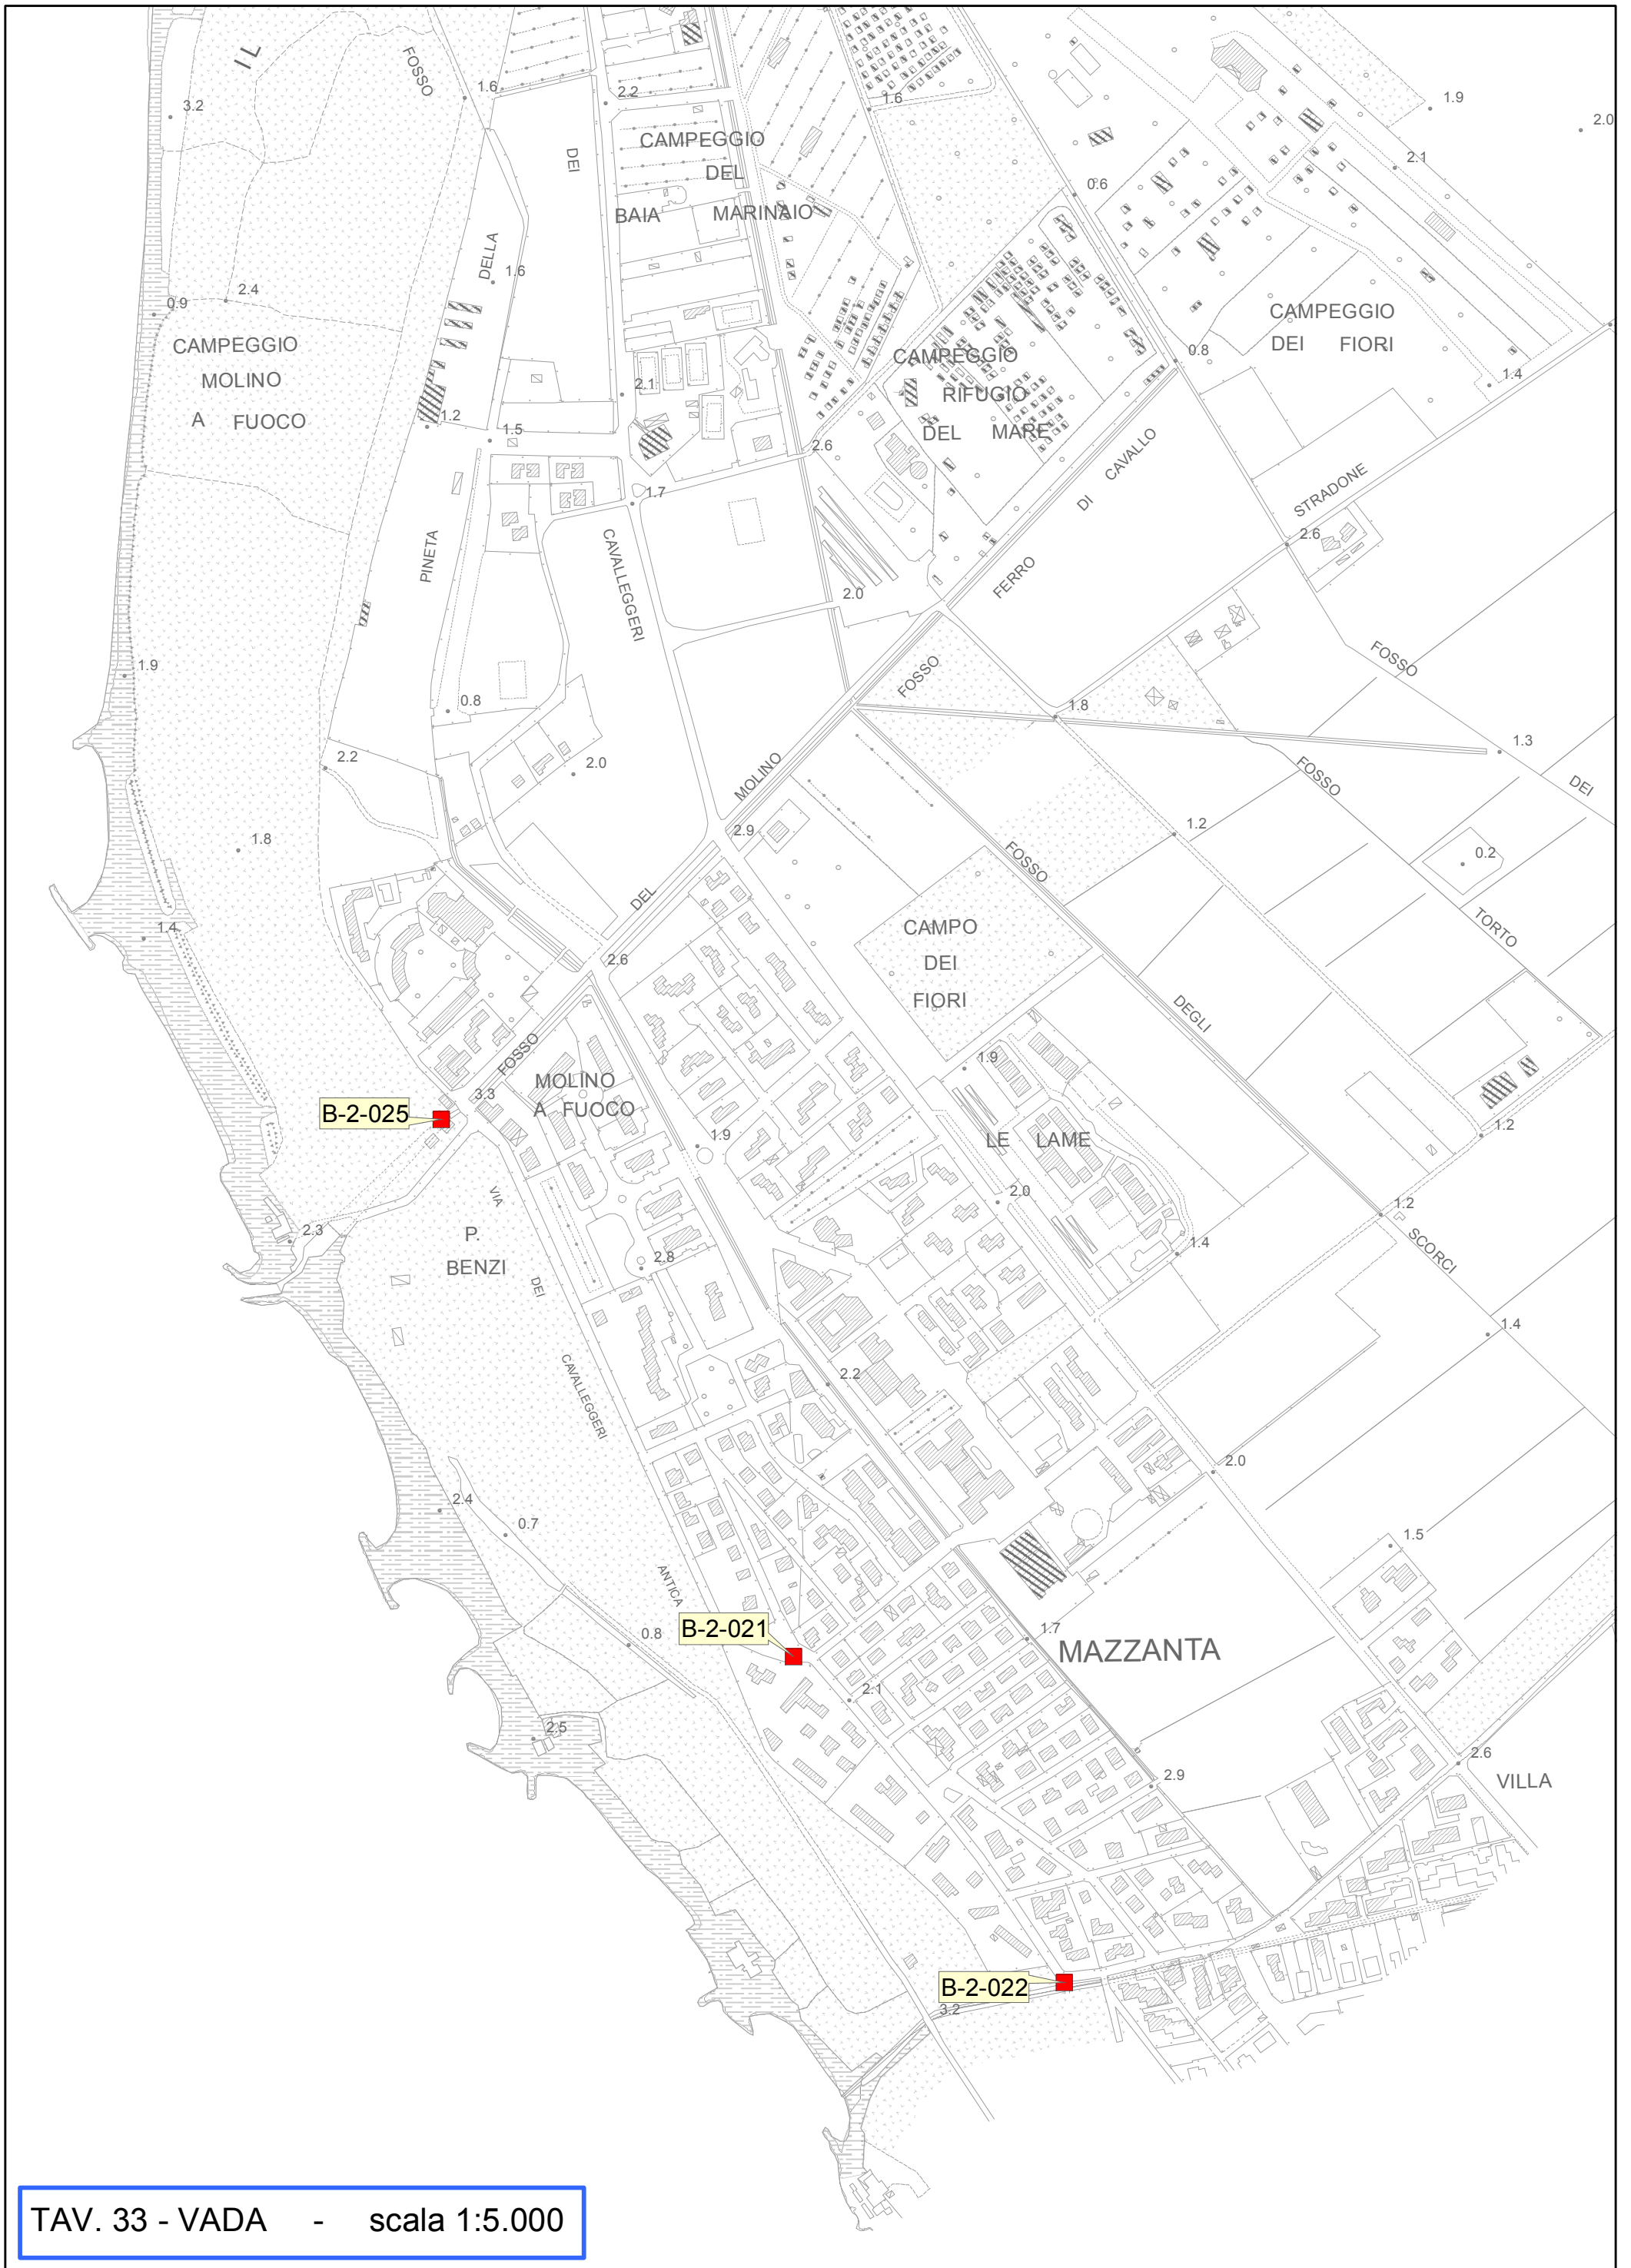 IL
FOSSO
1.6
2.2
1.6
1.9
2.0
3.2
CAMPEGGIO
DEL
BAIA MARINAIO
DEI
2.1
0.6
DELLA
1.6
2.4
0.9
CAMPEGGIO
MOLINO
A FUOCO
CAMPEGGIO
DEI FIORI
0.8
1.4
CAMPEGGIO
RIFUGIO
DEL MARE
2.1
1.2
1.5
2.6
1.7
DI CAVALLO
STRADONE
2.6
PINETA
CAVALLEGGERI
2.0
FERRO
FOSSO
FOSSO
1.9
0.8
1.8
1.3
2.2
2.0
MOLINO
FOSSO
DEI
2.9
1.2
1.8
FOSSO
0.2
DEL
TORTO
1.4
CAMPO
DEI
FIORI
2.6
DEGLI
FOSSO
1.9
MOLINO
A FUOCO
3.3
B-2-025
1.9
LE LAME
1.2
VIA
2.0
1.2
2.3
P.
BENZI
SCORCI
1.4
2.8
DEI
1.4
CAVALLEGGERI
2.2
2.0
2.4
0.7
1.5
ANTICA
B-2-021
0.8
1.7
MAZZANTA
2.1
2.5
2.6
VILLA
2.9
B-2-022
3.2
TAV. 33 - VADA - scala 1:5.000